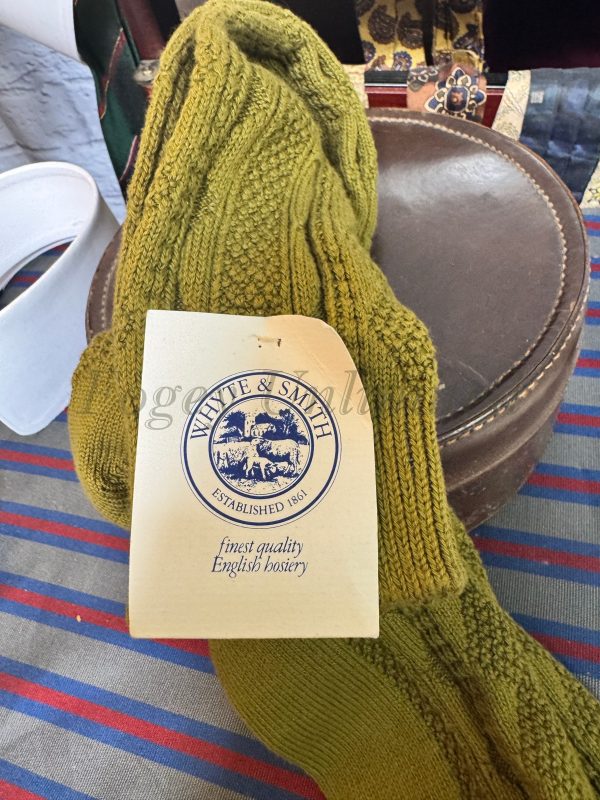 WHYTE & SMITH
ESTABLISHED 1861
finest quality
English hosiery